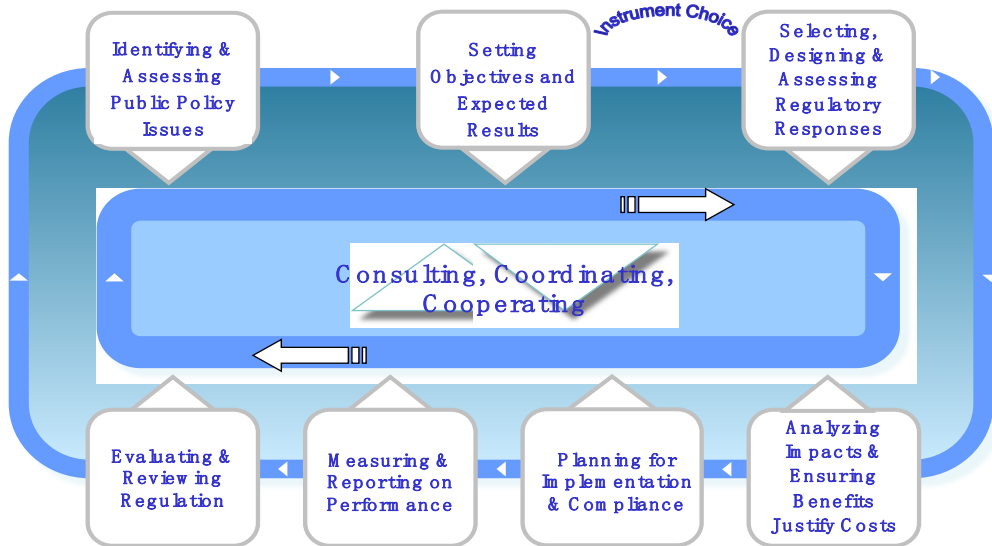 Identifying &
Assessing
Public Policy
Issues
Setting
Objectives and
Expected
Results
Instrument Choice
Selecting,
Designing &
Assessing
Regulatory
Responses
Consulting, Coordinating,
Cooperating
Evaluating &
Reviewing
Regulation
Measuring &
Reporting on
Performance
Planning for
Implementation
& Compliance
Analyzing
Impacts &
Ensuring
Benefits
Justify Costs